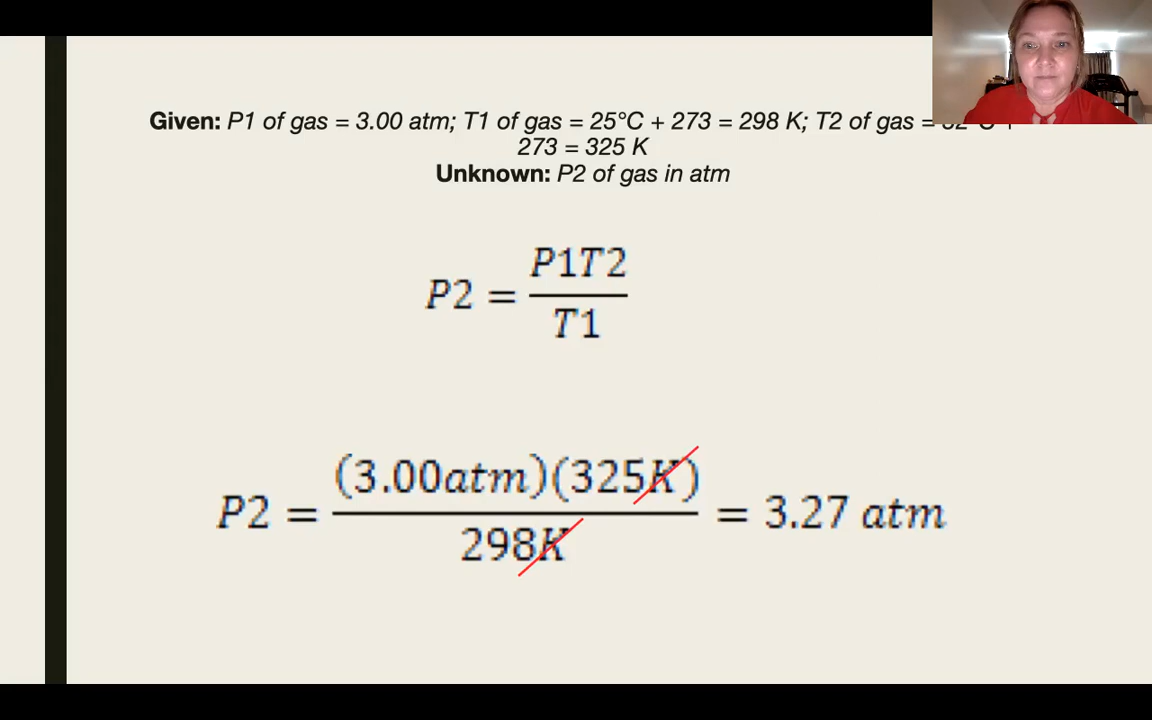 Given: P1 of gas = 3.00 atm; T1 of gas = 25°C + 273 = 298 K; T2 of gas =
273 = 325 K
Unknown: P2 of gas in atm
P2 = P1T2 / T1
P2 = (3.00atm)(325K) / 298K = 3.27 atm